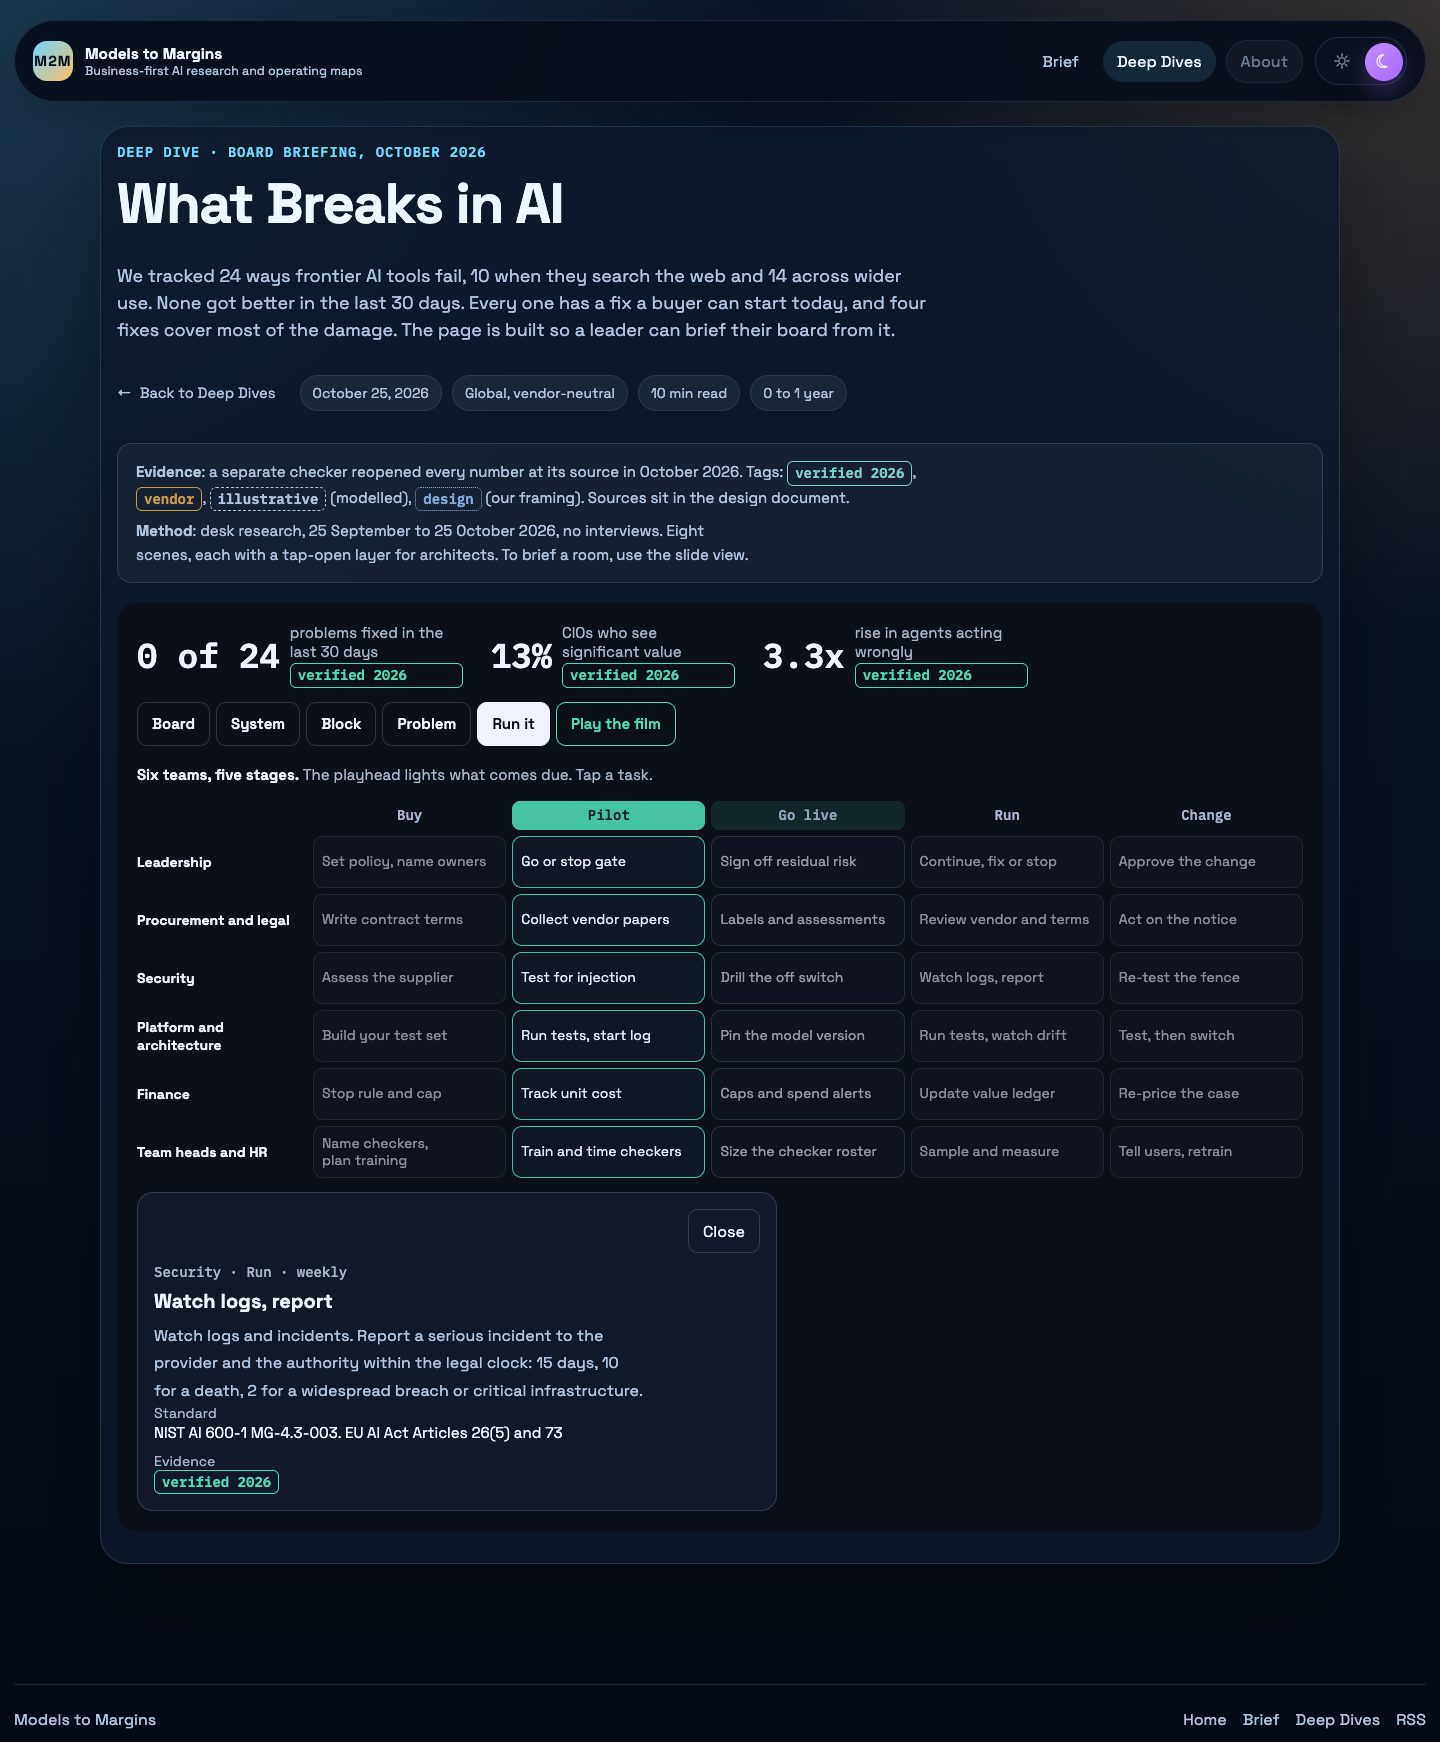 M2M
Models to Margins
Business-first AI research and operating maps
Brief
Deep Dives
About
DEEP DIVE · BOARD BRIEFING, OCTOBER 2026
What Breaks in AI
We tracked 24 ways frontier AI tools fail, 10 when they search the web and 14 across wider
use. None got better in the last 30 days. Every one has a fix a buyer can start today, and four
fixes cover most of the damage. The page is built so a leader can brief their board from it.
← Back to Deep Dives
October 25, 2026
Global, vendor-neutral
10 min read
0 to 1 year
Evidence: a separate checker reopened every number at its source in October 2026. Tags: verified 2026,
vendor, illustrative (modelled), design (our framing). Sources sit in the design document.
Method: desk research, 25 September to 25 October 2026, no interviews. Eight
scenes, each with a tap-open layer for architects. To brief a room, use the slide view.
0 of 24
problems fixed in the
last 30 days
verified 2026
13%
CIOs who see
significant value
verified 2026
3.3x
rise in agents acting
wrongly
verified 2026
Board
System
Block
Problem
Run it
Play the film
Six teams, five stages. The playhead lights what comes due. Tap a task.
Buy
Pilot
Go live
Run
Change
Leadership
Set policy, name owners
Go or stop gate
Sign off residual risk
Continue, fix or stop
Approve the change
Procurement and legal
Write contract terms
Collect vendor papers
Labels and assessments
Review vendor and terms
Act on the notice
Security
Assess the supplier
Test for injection
Drill the off switch
Watch logs, report
Re-test the fence
Platform and
architecture
Build your test set
Run tests, start log
Pin the model version
Run tests, watch drift
Test, then switch
Finance
Stop rule and cap
Track unit cost
Caps and spend alerts
Update value ledger
Re-price the case
Team heads and HR
Name checkers,
plan training
Train and time checkers
Size the checker roster
Sample and measure
Tell users, retrain
Close
Security · Run · weekly
Watch logs, report
Watch logs and incidents. Report a serious incident to the
provider and the authority within the legal clock: 15 days, 10
for a death, 2 for a widespread breach or critical infrastructure.
Standard
NIST AI 600-1 MG-4.3-003. EU AI Act Articles 26(5) and 73
Evidence
verified 2026
Models to Margins
Home
Brief
Deep Dives
RSS